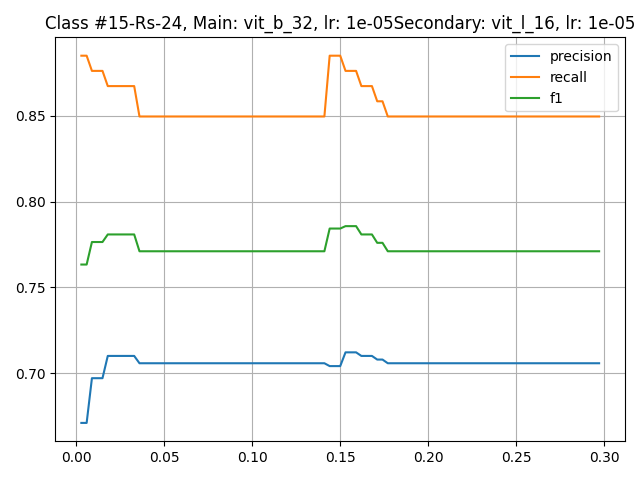 Class #15-Rs-24, Main: vit_b_32, lr: 1e-05Secondary: vit_l_16, lr: 1e-05
precision
recall
f1
0.85
0.80
0.75
0.70
0.00 0.05 0.10 0.15 0.20 0.25 0.30